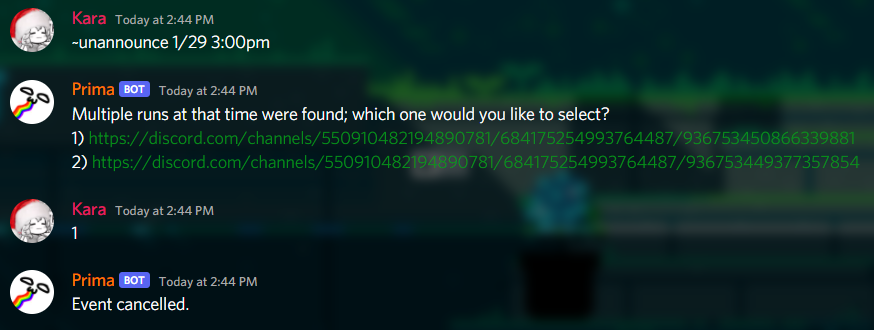 Kara Today at 2:44 PM
~unannounce 1/29 3:00pm
Prima BOT Today at 2:44 PM
Multiple runs at that time were found; which one would you like to select?
1) https://discord.com/channels/550910482194890781/684175254993764487/936753450866339881
2) https://discord.com/channels/550910482194890781/684175254993764487/936753449377357854
Kara Today at 2:44 PM
1
Prima BOT Today at 2:44 PM
Event cancelled.